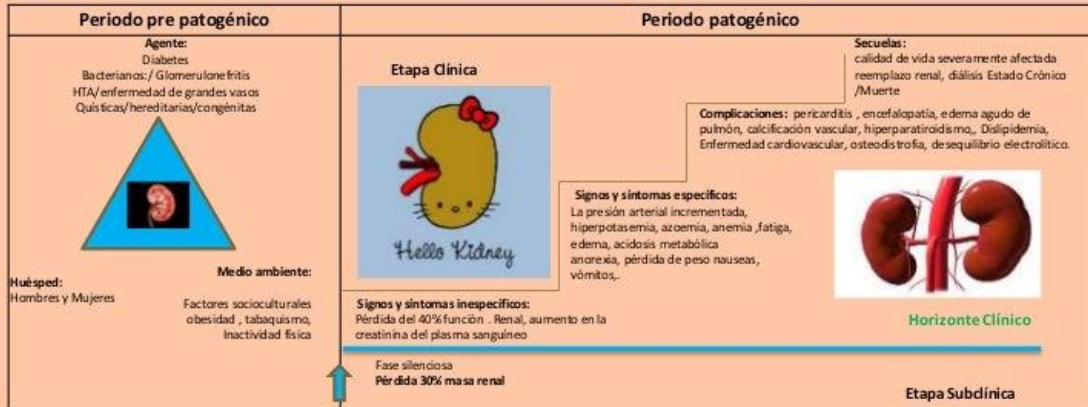 Periodo pre patogénico
Periodo patogénico
Agente:
Diabetes
Bacterianos:/ Glomerulonefritis
HTA/enfermedad de grandes vasos
Quísticas/hereditarias/congénitas
Huésped:
Hombres y Mujeres
Medio ambiente:
Factores socioculturales
obesidad , tabaquismo,
Inactividad física
Etapa Clínica
Hello Kidney
Signos y síntomas inespecíficos:
Pérdida del 40% función . Renal, aumento en la
creatinina del plasma sanguíneo
Signos y síntomas específicos:
La presión arterial incrementada,
hiperpotasemia, azoemia, anemia ,fatiga,
edema, acidosis metabólica
anorexia, pérdida de peso nauseas,
vómitos,.
Complicaciones: pericarditis , encefalopatía, edema agudo de
pulmón, calcificación vascular, hiperparatiroidismo,, Dislipidemia,
Enfermedad cardiovascular, osteodistrofia, desequilibrio electrolítico.
Secuelas:
calidad de vida severamente afectada
reemplazo renal, diálisis Estado Crónico
/Muerte
Horizonte Clínico
Fase silenciosa
Pérdida 30% masa renal
Etapa Subclínica